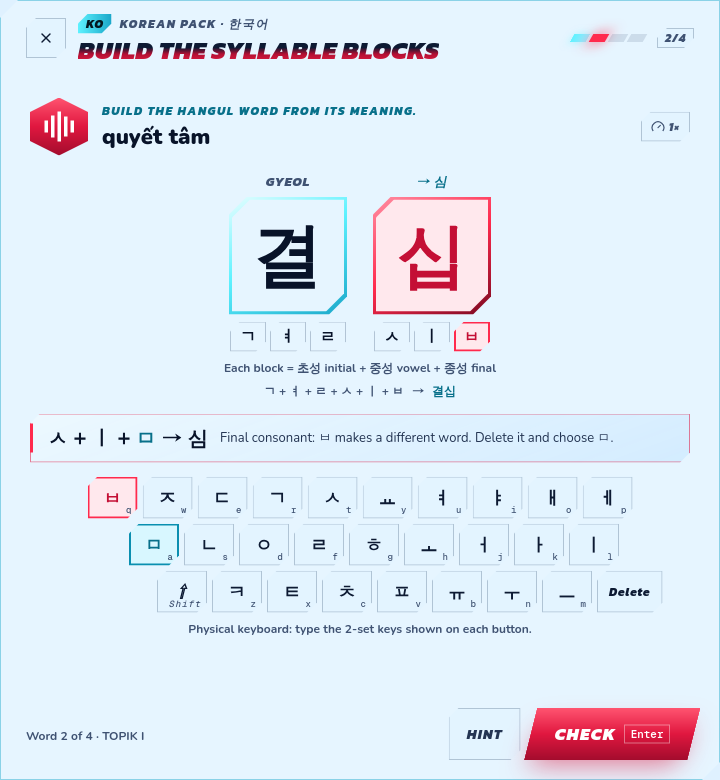 × KO KOREAN PACK · 한국어
BUILD THE SYLLABLE BLOCKS
2/4
BUILD THE HANGUL WORD FROM ITS MEANING.
quyết tâm
1×
GYEOL → 심
결 십
ㄱ ㅕ ㄹ ㅅ ㅣ ㅂ
Each block = 초성 initial + 중성 vowel + 종성 final
ㄱ + ㅕ + ㄹ + ㅅ + ㅣ + ㅂ → 결십
ㅅ + ㅣ + ㅁ → 심 Final consonant: ㅂ makes a different word. Delete it and choose ㅁ.
ㅂ q ㅈ w ㄷ e ㄱ r ㅅ t ㅛ y ㅕ u ㅑ i ㅐ o ㅔ p
ㅁ a ㄴ s ㅇ d ㄹ f ㅎ g ㅗ h ㅓ j ㅏ k ㅣ l
⇧ Shift ㅋ z ㅌ x ㅊ c ㅍ v ㅠ b ㅜ n ㅡ m Delete
Physical keyboard: type the 2-set keys shown on each button.
Word 2 of 4 · TOPIK I
HINT
CHECK Enter